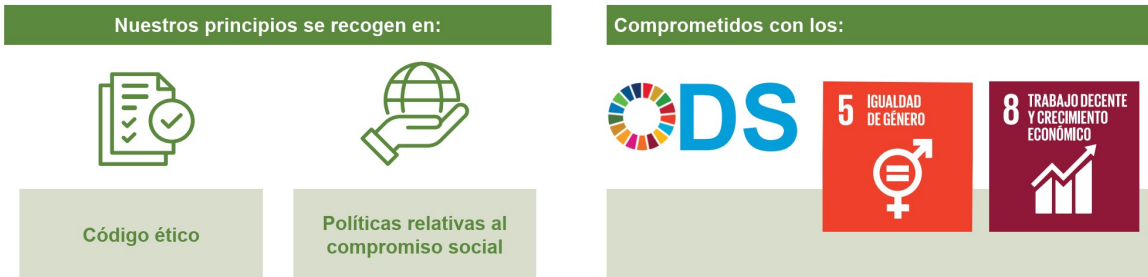 Nuestros principios se recogen en:
Código ético
Políticas relativas al
compromiso social
Comprometidos con los:
ODS
5 IGUALDAD
DE GÉNERO
8 TRABAJO DECENTE
Y CRECIMIENTO
ECONÓMICO